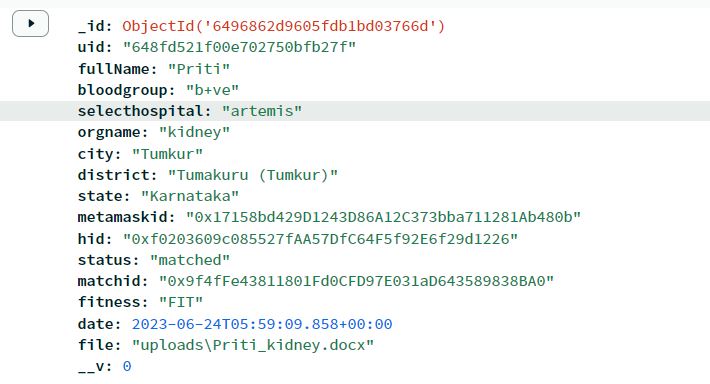 _id: ObjectId('6496862d9605fdb1bd03766d')
uid: "648fd521f00e702750bfb27f"
fullName: "Priti"
bloodgroup: "b+ve"
selecthospital: "artemis"
orgname: "kidney"
city: "Tumkur"
district: "Tumakuru (Tumkur)"
state: "Karnataka"
metamaskid: "0x17158bd429D1243D86A12C373bba711281Ab480b"
hid: "0xf0203609c085527fAA57DfC64F5f92E6f29d1226"
status: "matched"
matchid: "0x9f4fFe43811801Fd0CFD97E031aD643589838BA0"
fitness: "FIT"
date: 2023-06-24T05:59:09.858+00:00
file: "uploads\Priti_kidney.docx"
__v: 0